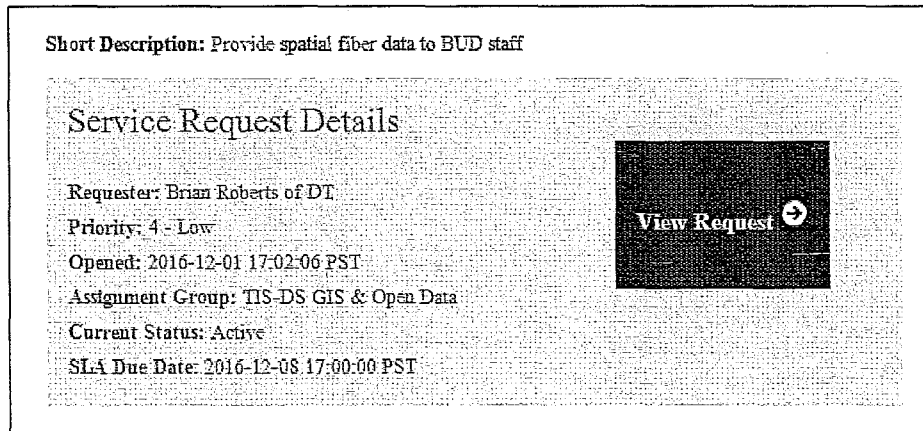 Short Description: Provide spatial fiber data to BUD staff
Service Request Details
Requester: Brian Roberts of DT
Priority: 4 - Low
Opened: 2016-12-01 17:02:06 PST
Assignment Group: TIS-DS GIS & Open Data
Current Status: Active
SLA Due Date: 2016-12-08 17:00:00 PST
View Request